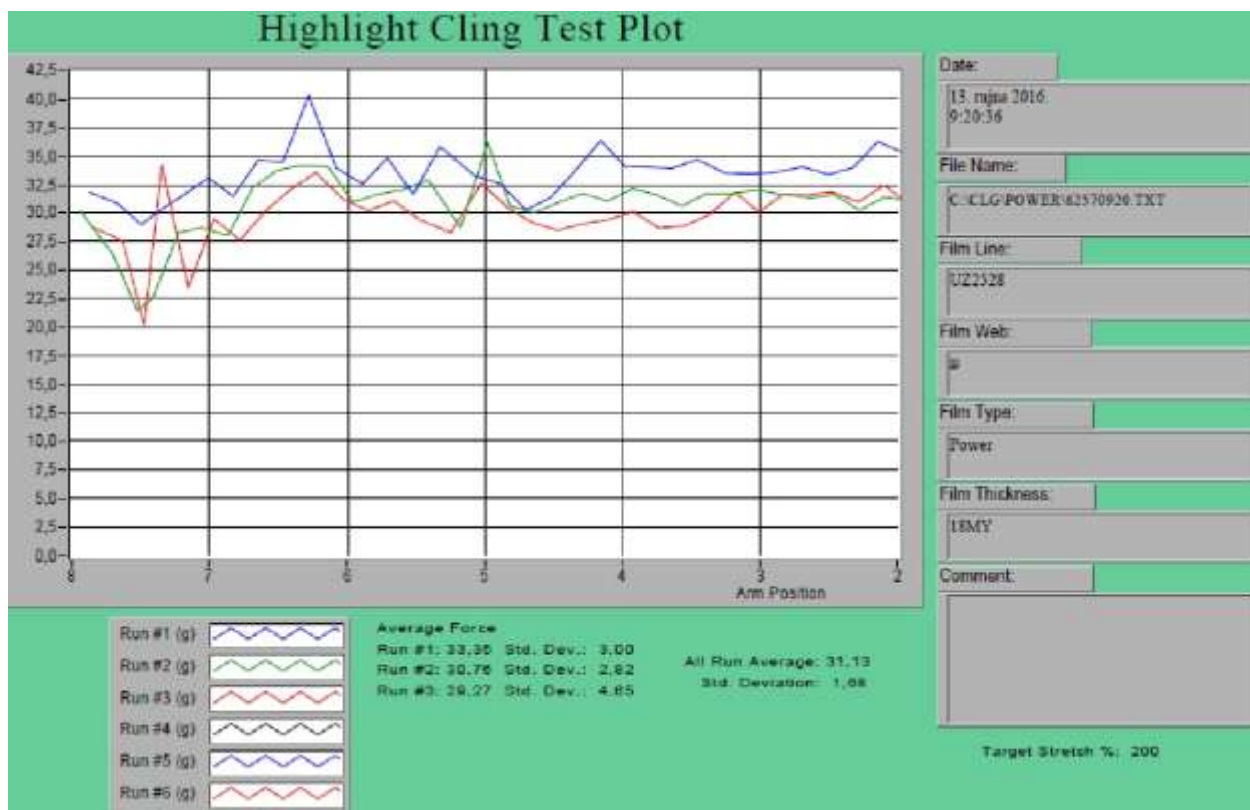 Highlight Cling Test Plot
42,5
40,0
37,5
35,0
32,5
30,0
27,5
25,0
22,5
20,0
17,5
15,0
12,5
10,0
7,5
5,0
2,5
0,0
8 7 6 5 4 3 2
Arm Position
Date:
13. rujna 2016.
9:20:36
File Name:
C:\CLG\POWER\62570920.TXT
Film Line:
UZ2528
Film Web:
Film Type:
Power
Film Thickness:
18MY
Comment:
Target Stretch %: 200
Run #1 (g)
Run #2 (g)
Run #3 (g)
Run #4 (g)
Run #5 (g)
Run #6 (g)
Average Force
Run #1: Std. Dev.: 3,00
Run #2: 30,76 Std. Dev.: 2,82
Run #3: 29,27 Std. Dev.: 4,65
All Run Average: 31,13
Std. Deviation: